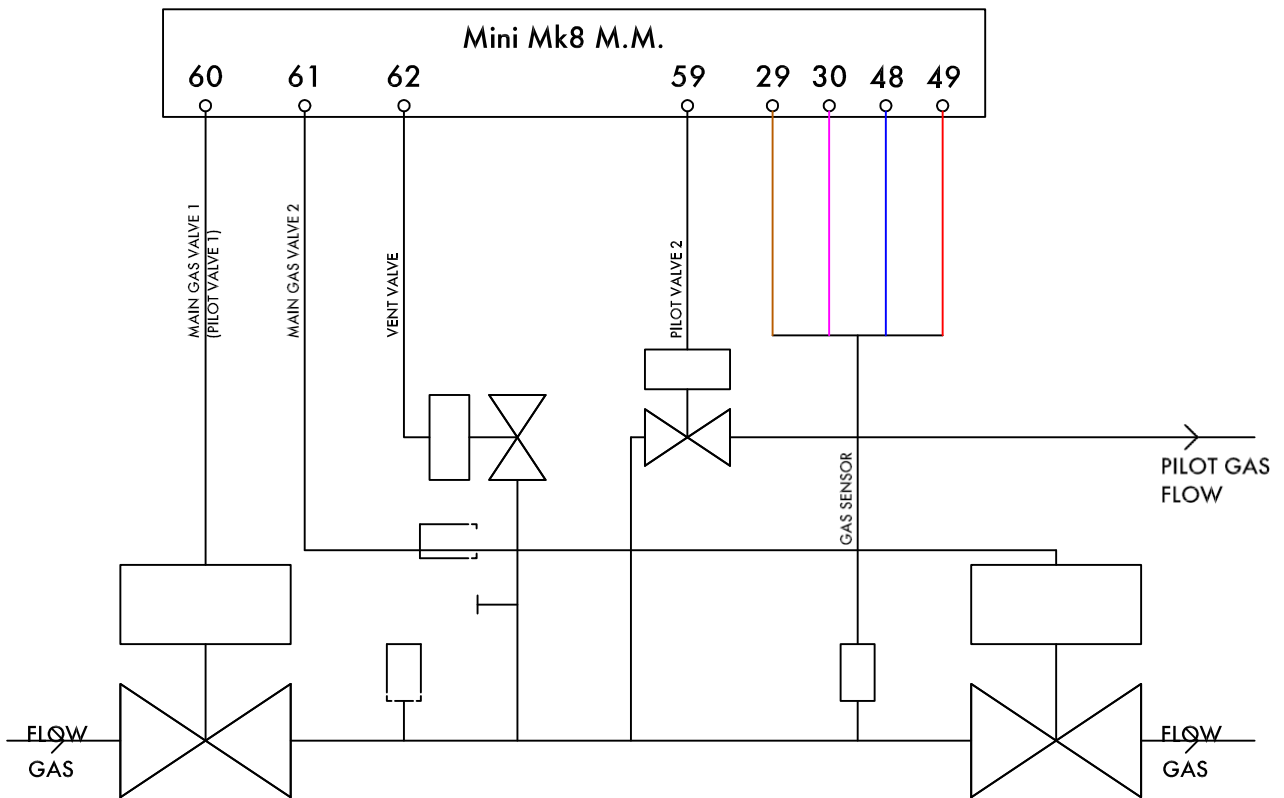 Mini Mk8 M.M.
60 61 62 59 29 30 48 49
MAIN GAS VALVE 1
(PILOT VALVE 1)
MAIN GAS VALVE 2
VENT VALVE
PILOT VALVE 2
GAS SENSOR
PILOT GAS
FLOW
FLOW
GAS
FLOW
GAS